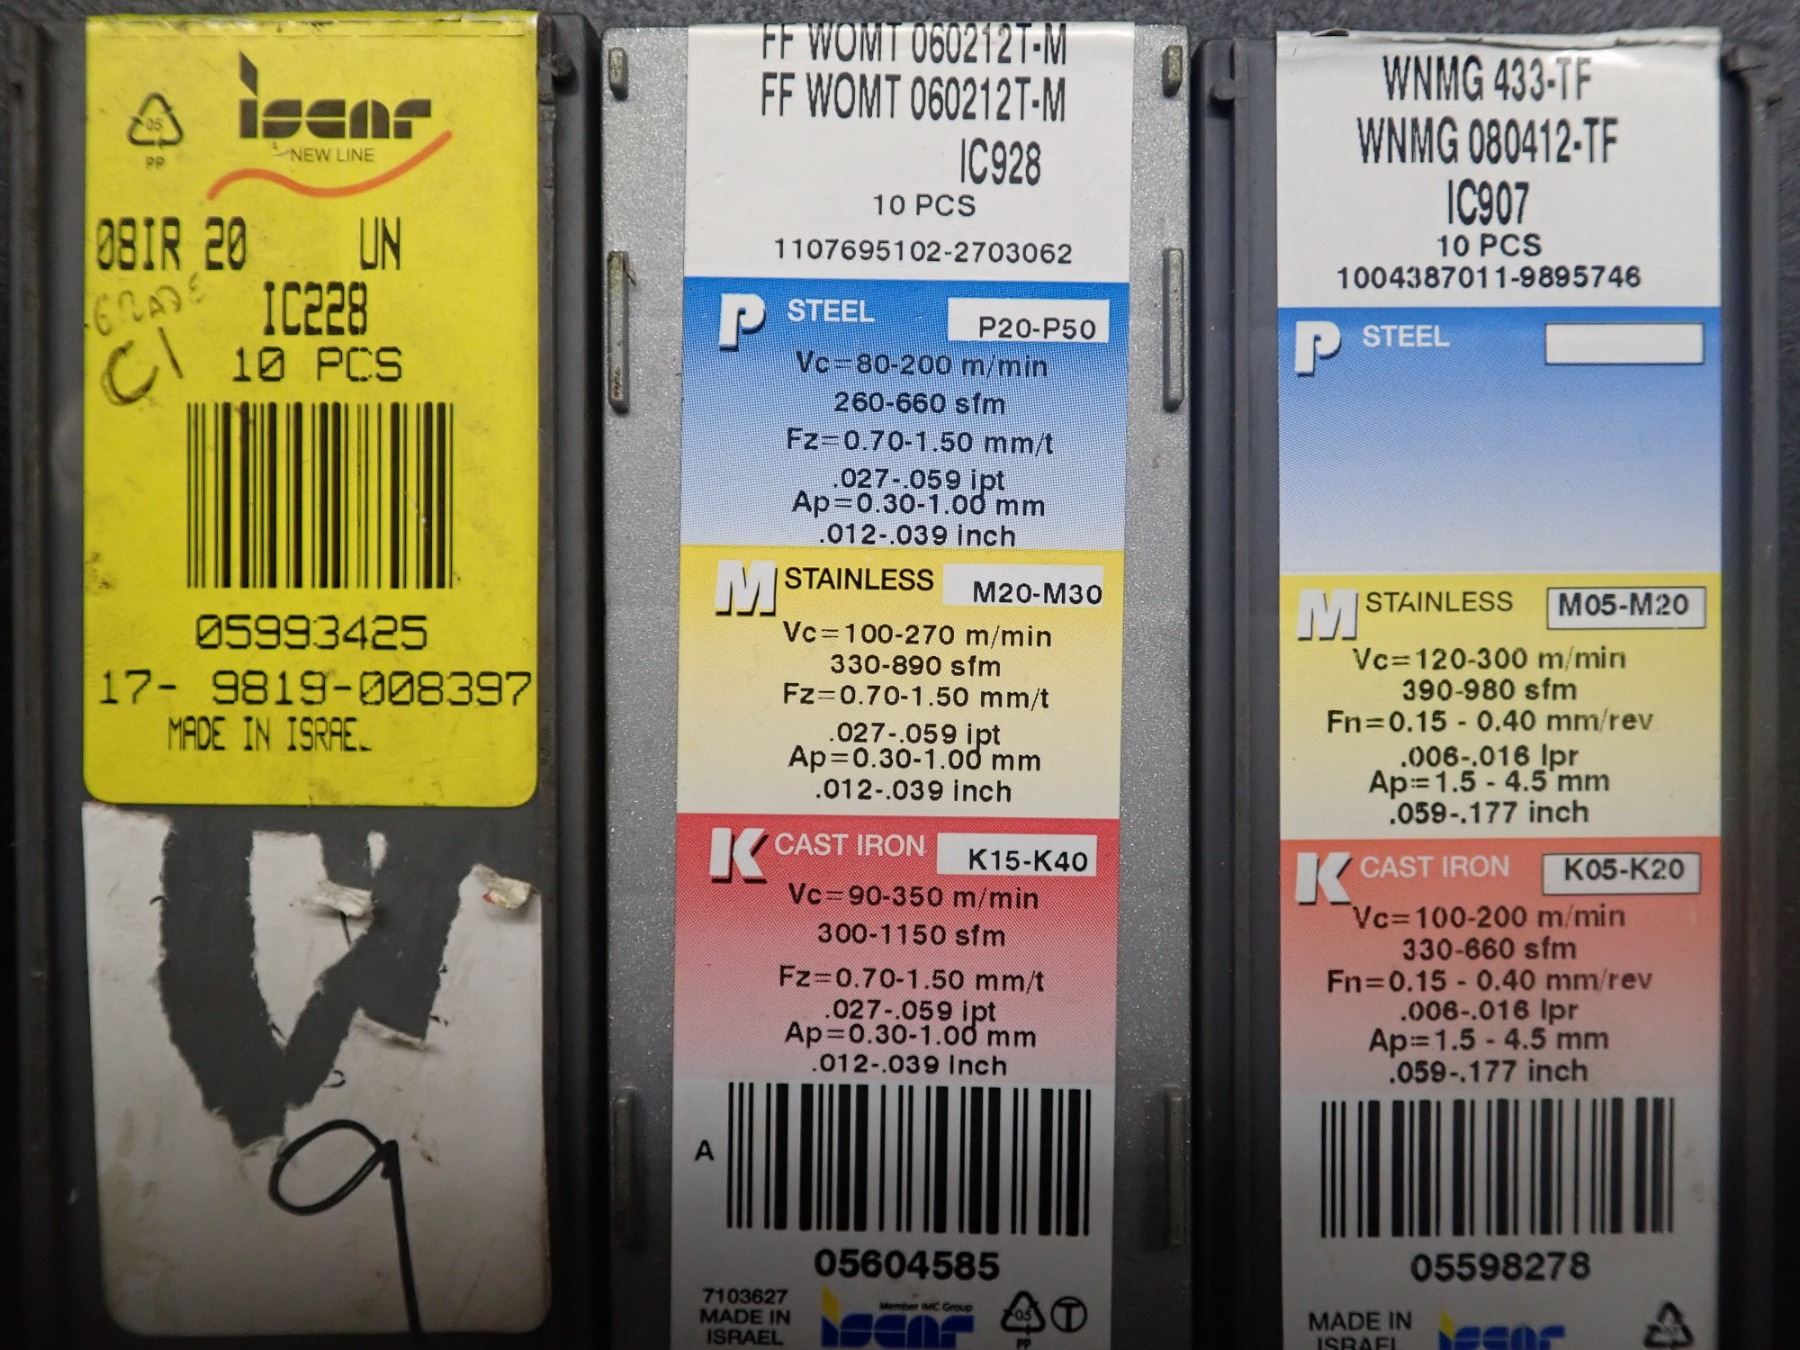 05
PP
iscar
NEW LINE
08IR 20 UN
IC228
GRADE
C1
10 PCS
05993425
17- 9819-008397
MADE IN ISRAEL
9
FF WOMT 060212T-M
FF WOMT 060212T-M
IC928
10 PCS
1107695102-2703062
P STEEL P20-P50
Vc=80-200 m/min
260-660 sfm
Fz=0.70-1.50 mm/t
.027-.059 ipt
Ap=0.30-1.00 mm
.012-.039 inch
M STAINLESS M20-M30
Vc=100-270 m/min
330-890 sfm
Fz=0.70-1.50 mm/t
.027-.059 ipt
Ap=0.30-1.00 mm
.012-.039 inch
K CAST IRON K15-K40
Vc=90-350 m/min
300-1150 sfm
Fz=0.70-1.50 mm/t
.027-.059 ipt
Ap=0.30-1.00 mm
.012-.039 inch
A
05604585
7103627
MADE IN
ISRAEL
Member IMC Group
iscar
05
PP
T
WNMG 433-TF
WNMG 080412-TF
IC907
10 PCS
1004387011-9895746
P STEEL
M STAINLESS M05-M20
Vc=120-300 m/min
390-980 sfm
Fn=0.15 - 0.40 mm/rev
.006-.016 ipr
Ap=1.5 - 4.5 mm
.059-.177 inch
K CAST IRON K05-K20
Vc=100-200 m/min
330-660 sfm
Fn=0.15 - 0.40 mm/rev
.006-.016 ipr
Ap=1.5 - 4.5 mm
.059-.177 inch
05598278
MADE IN
ISRAEL
iscar